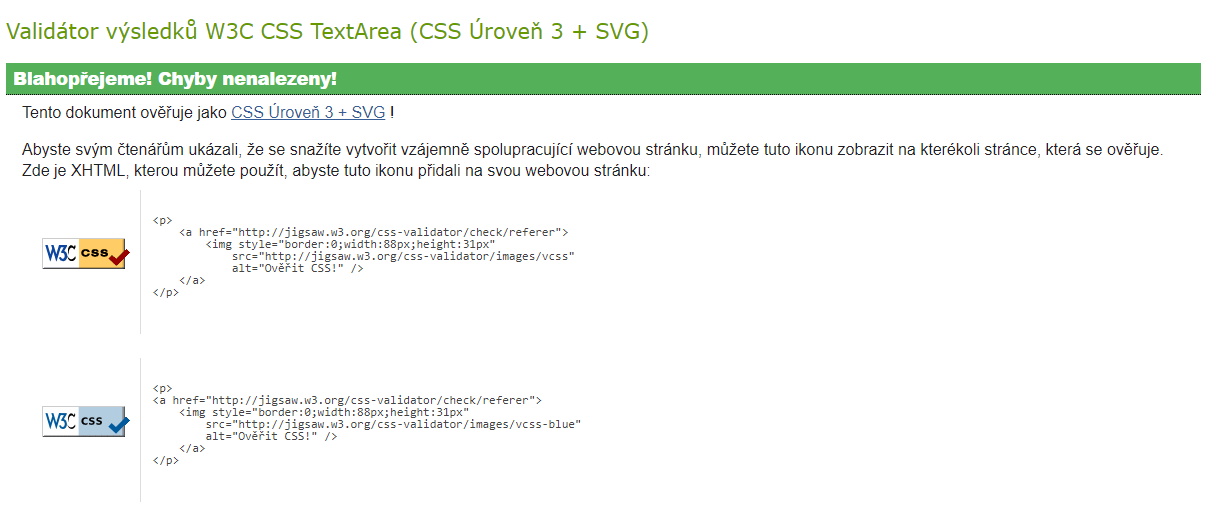 Validátor výsledků W3C CSS TextArea (CSS Úroveň 3 + SVG)
Blahopřejeme! Chyby nenalezeny!
Tento dokument ověřuje jako CSS Úroveň 3 + SVG !
Abyste svým čtenářům ukázali, že se snažíte vytvořit vzájemně spolupracující webovou stránku, můžete tuto ikonu zobrazit na kterékoli stránce, která se ověřuje.
Zde je XHTML, kterou můžete použít, abyste tuto ikonu přidali na svou webovou stránku:
W3C css
<p>
    <a href="http://jigsaw.w3.org/css-validator/check/referer">
        <img style="border:0;width:88px;height:31px"
            src="http://jigsaw.w3.org/css-validator/images/vcss"
            alt="Ověřit CSS!" />
    </a>
</p>
W3C css
<p>
<a href="http://jigsaw.w3.org/css-validator/check/referer">
    <img style="border:0;width:88px;height:31px"
        src="http://jigsaw.w3.org/css-validator/images/vcss-blue"
        alt="Ověřit CSS!" />
    </a>
</p>